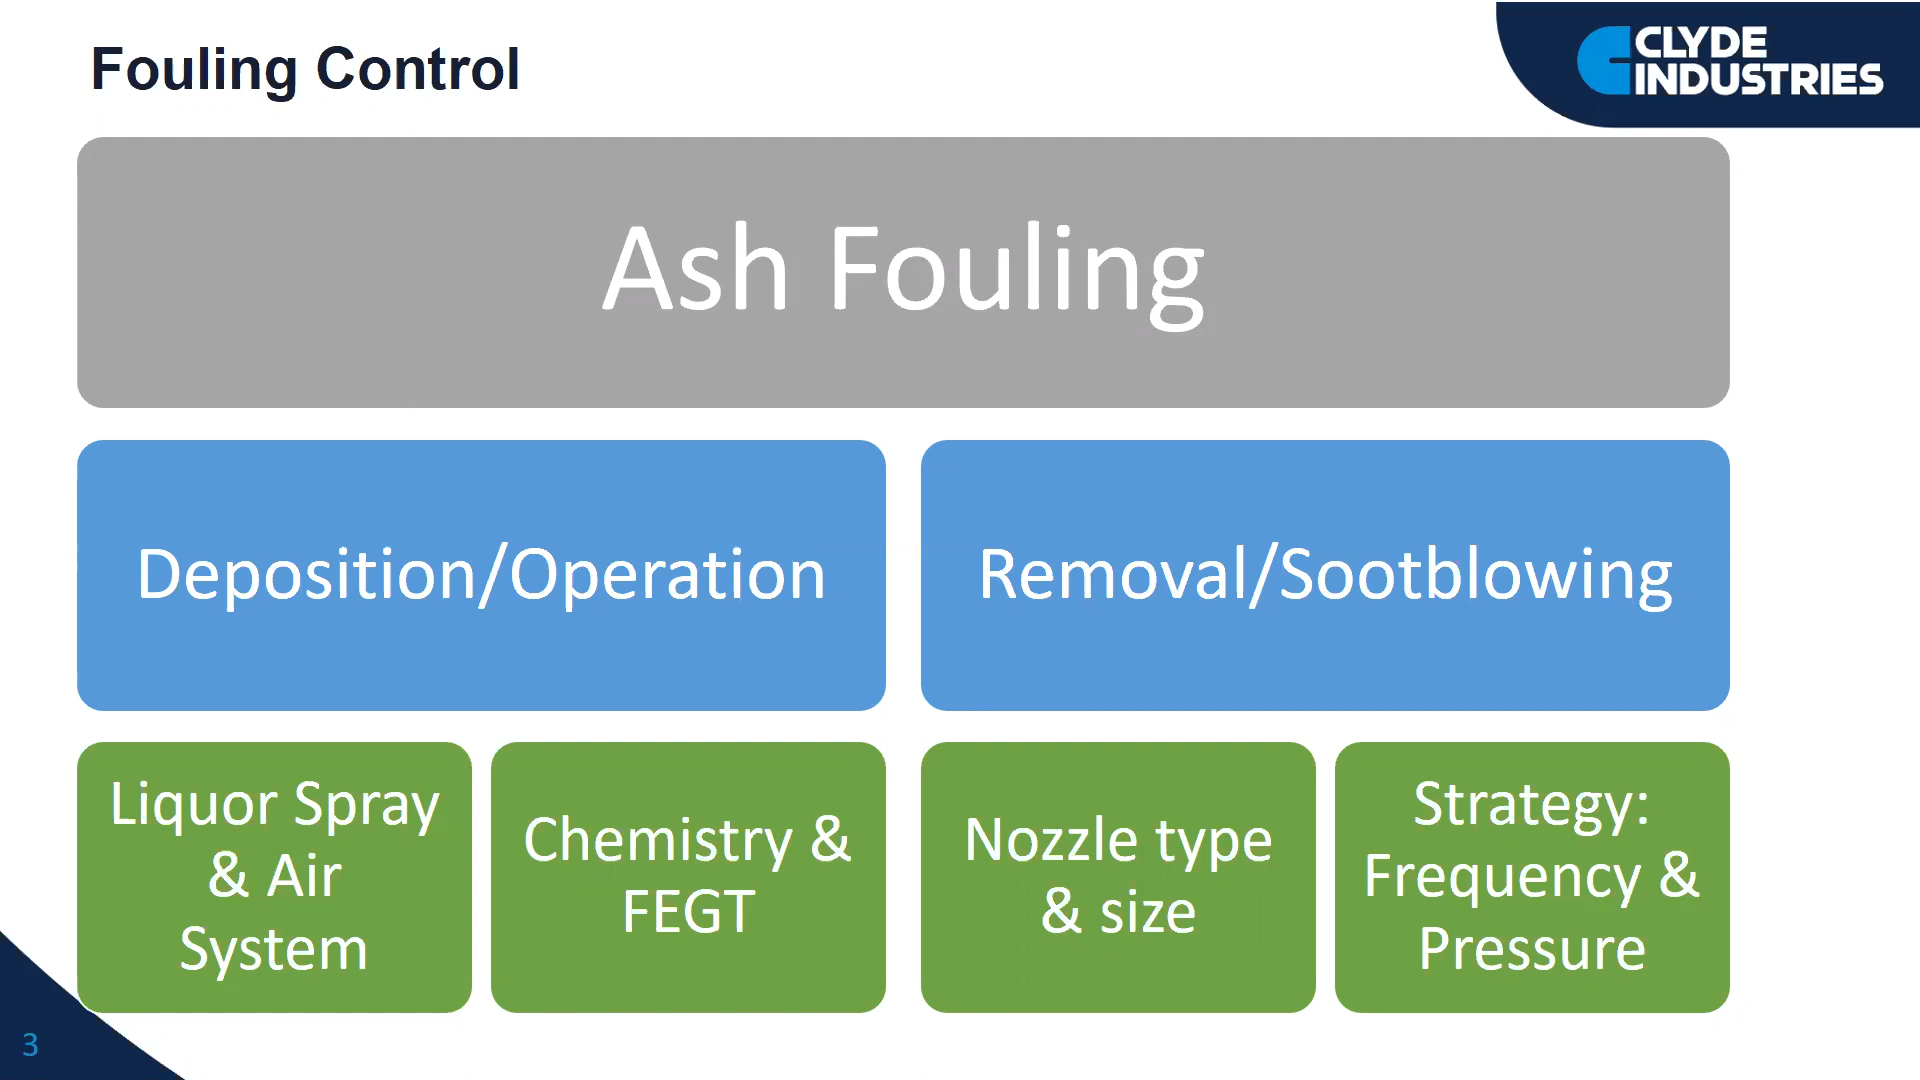 Fouling Control
CLYDE
INDUSTRIES
Ash Fouling
Deposition/Operation
Removal/Sootblowing
Liquor Spray
& Air
System
Chemistry &
FEGT
Nozzle type
& size
Strategy:
Frequency &
Pressure
3